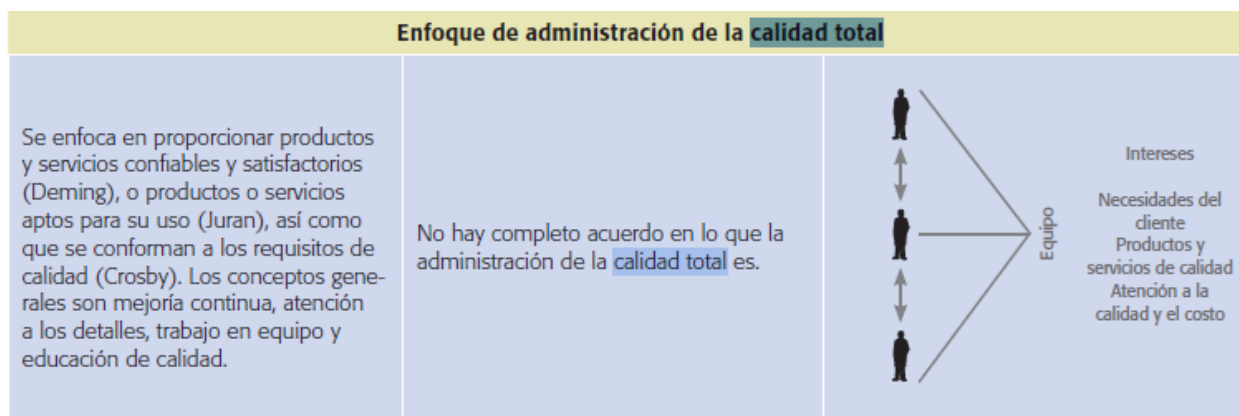 Enfoque de administración de la calidad total
Se enfoca en proporcionar productos
y servicios confiables y satisfactorios
(Deming), o productos o servicios
aptos para su uso (Juran), así como
que se conforman a los requisitos de
calidad (Crosby). Los conceptos gene-
rales son mejoría continua, atención
a los detalles, trabajo en equipo y
educación de calidad.
No hay completo acuerdo en lo que la
administración de la calidad total es.
Equipo
Intereses
Necesidades del
cliente
Productos y
servicios de calidad
Atención a la
calidad y el costo